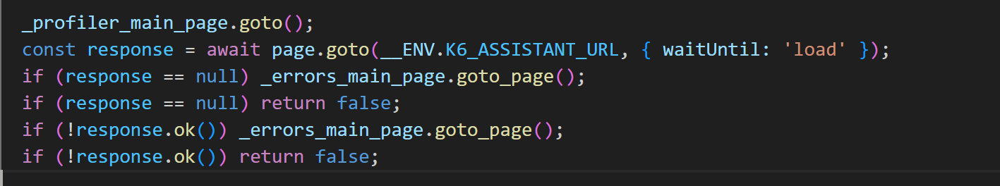 _profiler_main_page.goto();
const response = await page.goto(__ENV.K6_ASSISTANT_URL, { waitUntil: 'load' });
if (response == null) _errors_main_page.goto_page();
if (response == null) return false;
if (!response.ok()) _errors_main_page.goto_page();
if (!response.ok()) return false;